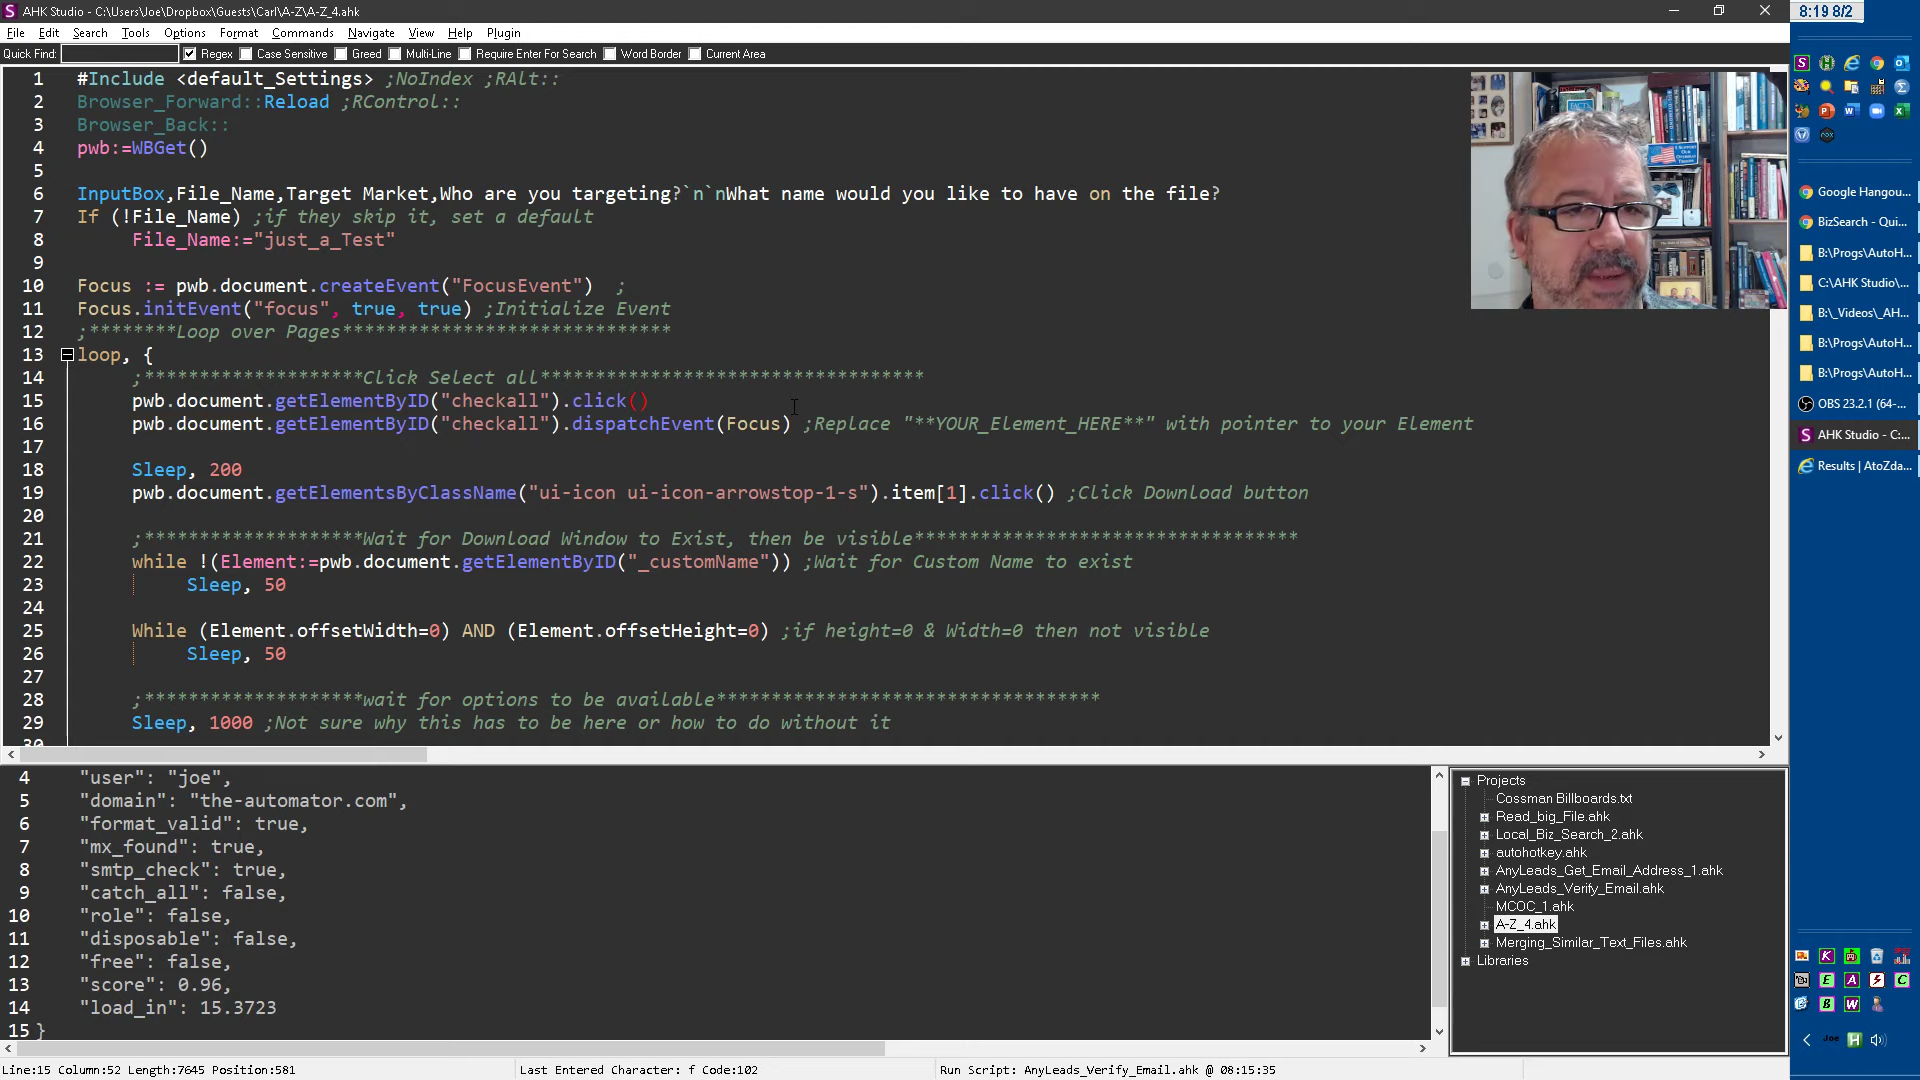 AHK Studio - C:\Users\Joe\Dropbox\Guests\Carl\A-Z\A-Z_4.ahk
8:19 8/2
File Edit Search Tools Options Format Commands Navigate View Help Plugin
Quick Find: Regex Case Sensitive Greed Multi-Line Require Enter For Search Word Border Current Area
1 #Include <default_Settings> ;NoIndex ;RAlt::
2 Browser_Forward::Reload ;RControl::
3 Browser_Back::
4 pwb:=WBGet()
5
6 InputBox,File_Name,Target Market,Who are you targeting?`n`nWhat name would you like to have on the file?
7 If (!File_Name) ;if they skip it, set a default
8 File_Name:="just_a_Test"
9
10 Focus := pwb.document.createEvent("FocusEvent") ;
11 Focus.initEvent("focus", true, true) ;Initialize Event
12 ;********Loop over Pages******************************
13 loop, {
14 ;********************Click Select all***********************************
15 pwb.document.getElementByID("checkall").click()
16 pwb.document.getElementByID("checkall").dispatchEvent(Focus) ;Replace "**YOUR_Element_HERE**" with pointer to your Element
17
18 Sleep, 200
19 pwb.document.getElementsByClassName("ui-icon ui-icon-arrowstop-1-s").item[1].click() ;Click Download button
20
21 ;********************Wait for Download Window to Exist, then be visible***********************************
22 while !(Element:=pwb.document.getElementByID("_customName")) ;Wait for Custom Name to exist
23 Sleep, 50
24
25 While (Element.offsetWidth=0) AND (Element.offsetHeight=0) ;if height=0 & Width=0 then not visible
26 Sleep, 50
27
28 ;********************wait for options to be available***********************************
29 Sleep, 1000 ;Not sure why this has to be here or how to do without it
30
4 "user": "joe",
5 "domain": "the-automator.com",
6 "format_valid": true,
7 "mx_found": true,
8 "smtp_check": true,
9 "catch_all": false,
10 "role": false,
11 "disposable": false,
12 "free": false,
13 "score": 0.96,
14 "load_in": 15.3723
15 }
Projects
Cossman Billboards.txt
Read_big_File.ahk
Local_Biz_Search_2.ahk
autohotkey.ahk
AnyLeads_Get_Email_Address_1.ahk
AnyLeads_Verify_Email.ahk
MCOC_1.ahk
A-Z_4.ahk
Merging_Similar_Text_Files.ahk
Libraries
Line:15 Column:52 Length:7645 Position:581
Last Entered Character: f Code:102
Run Script: AnyLeads_Verify_Email.ahk @ 08:15:35
Google Hangou...
BizSearch - Qui...
B:\Progs\AutoH...
C:\AHK Studio\...
B:\_Videos\_AH...
B:\Progs\AutoH...
B:\Progs\AutoH...
OBS 23.2.1 (64-...
AHK Studio - C:...
Results | AtoZda...
Joe